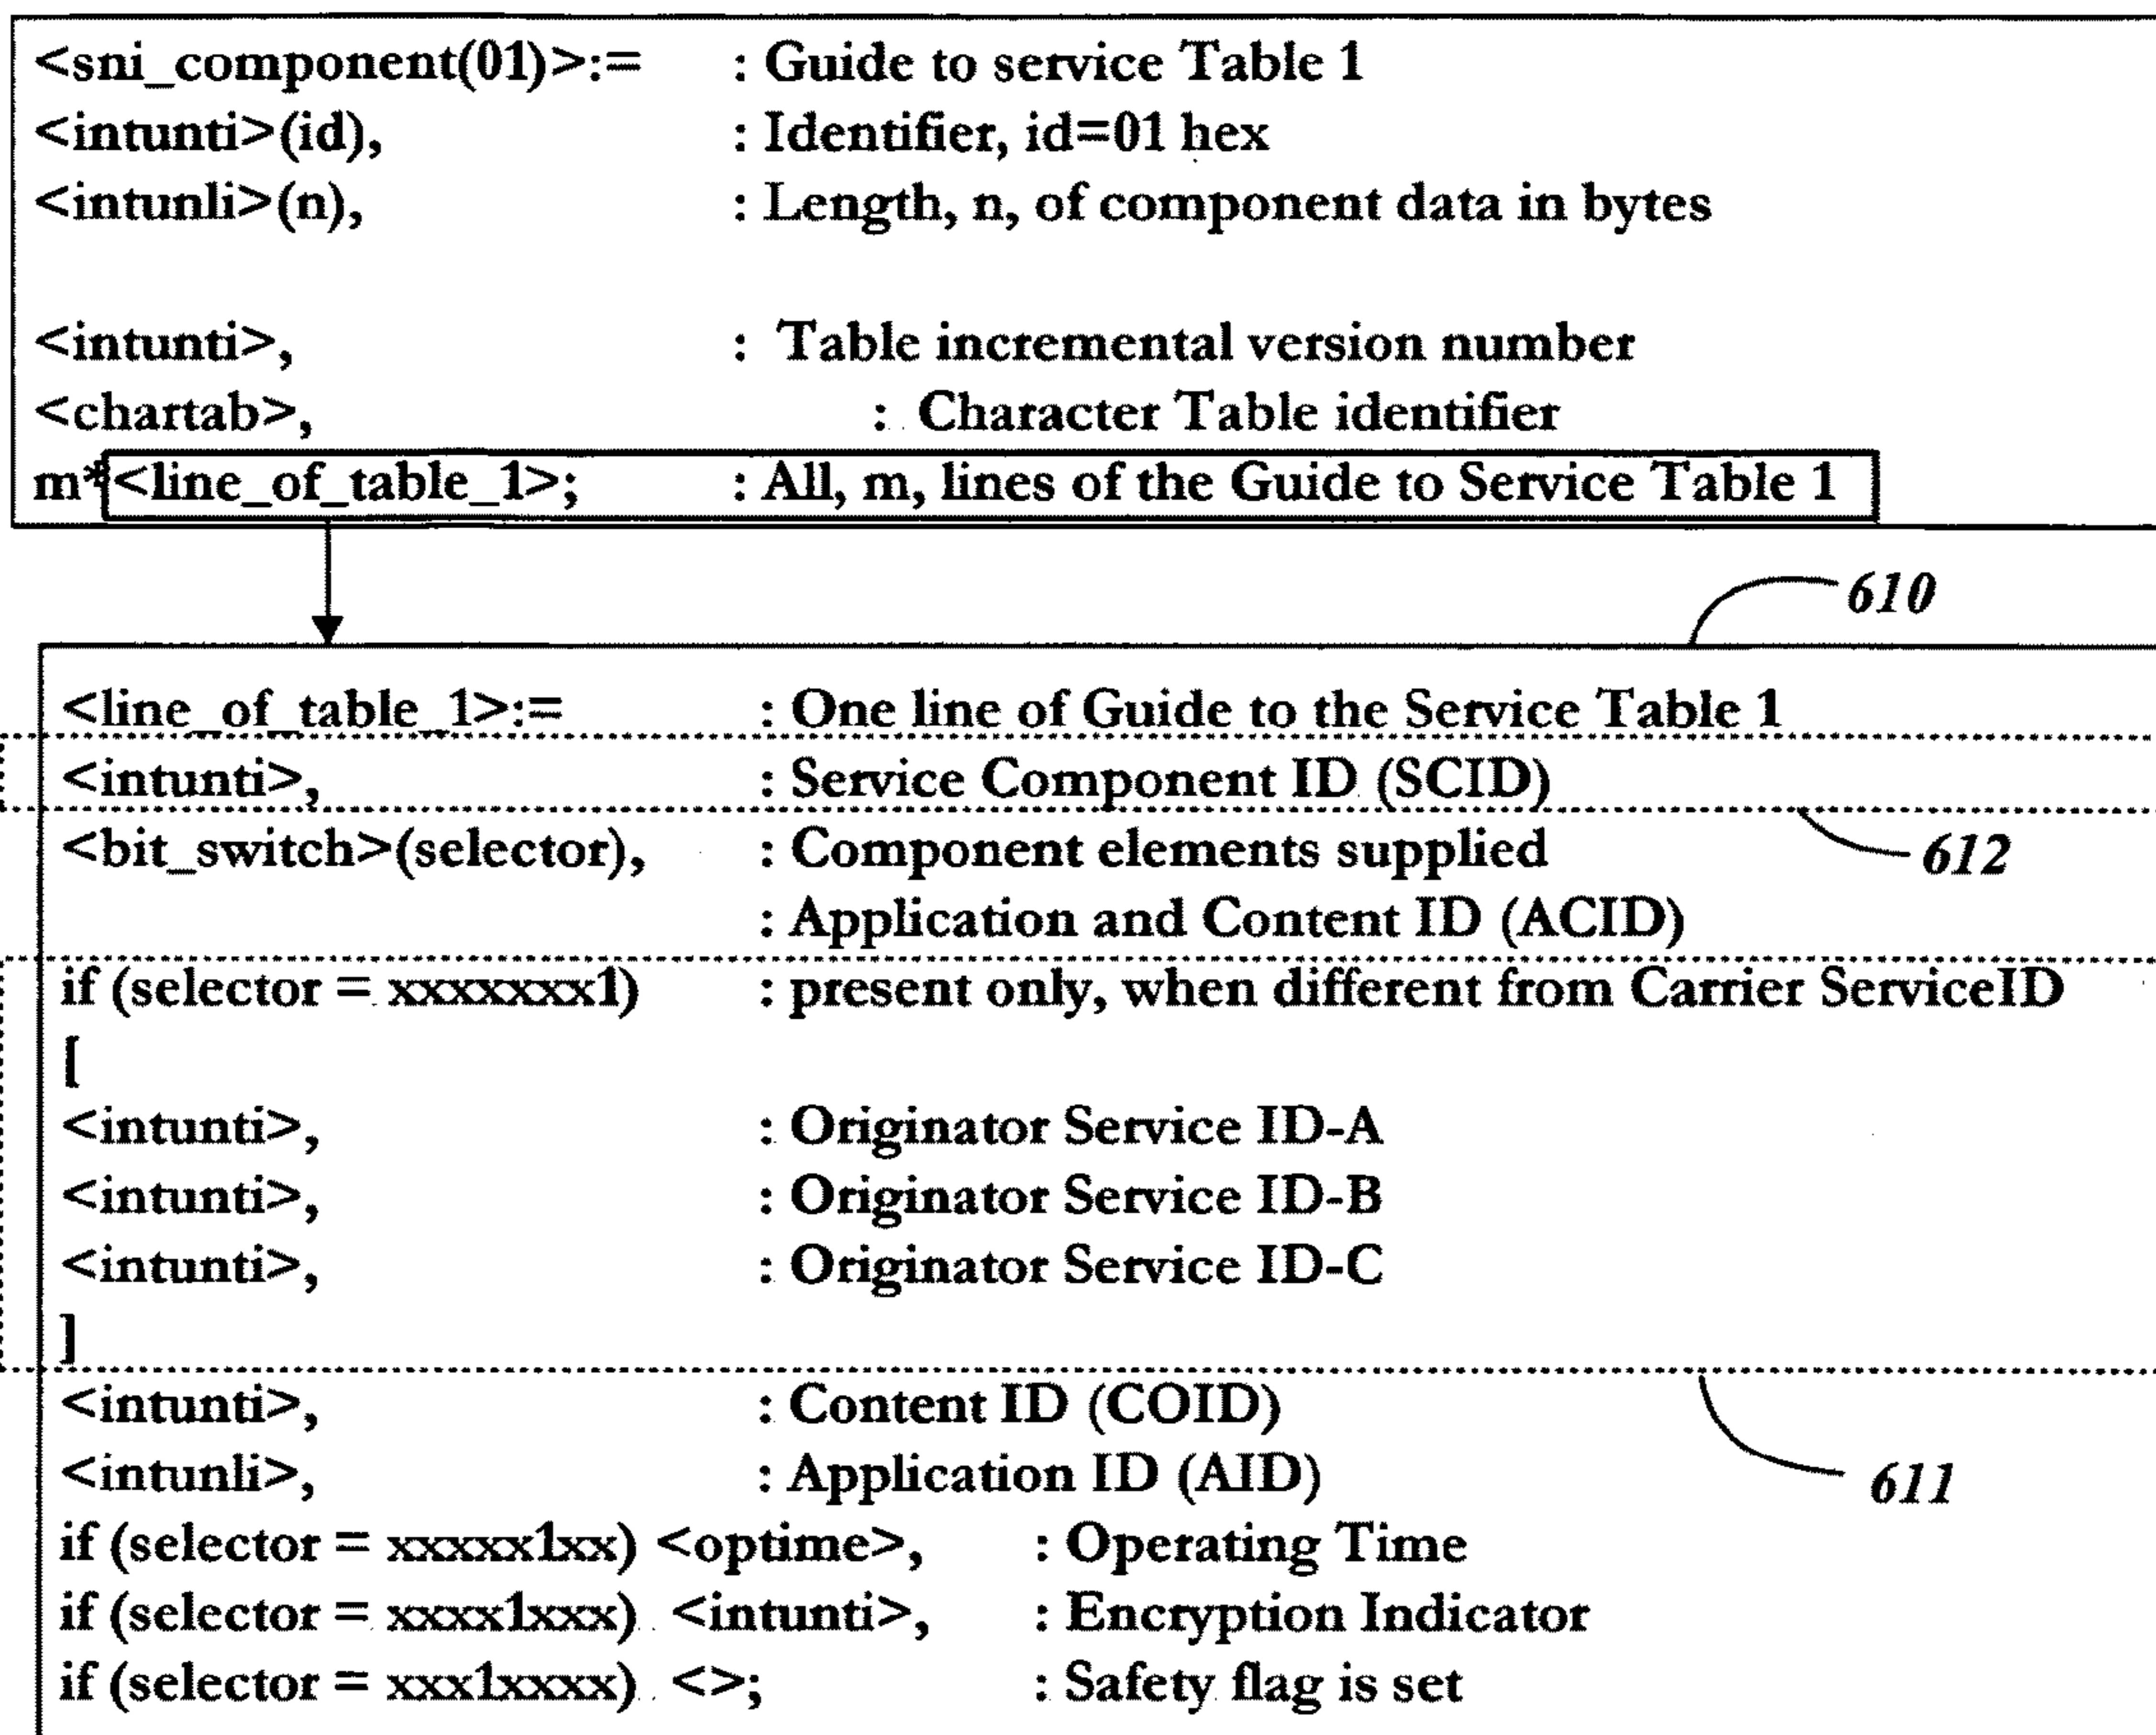 <sni_component(01)>:= : Guide to service Table 1
<intunti>(id), : Identifier, id=01 hex
<intunli>(n), : Length, n, of component data in bytes
<intunti>, : Table incremental version number
<chartab>, : Character Table identifier
m*<line_of_table_1>; : All, m, lines of the Guide to Service Table 1
610
<line_of_table_1>:= : One line of Guide to the Service Table 1
<intunti>, : Service Component ID (SCID)
<bit_switch>(selector), : Component elements supplied
612
: Application and Content ID (ACID)
if (selector = xxxxxxx1) : present only, when different from Carrier ServiceID
[
<intunti>, : Originator Service ID-A
<intunti>, : Originator Service ID-B
<intunti>, : Originator Service ID-C
]
<intunti>, : Content ID (COID)
<intunli>, : Application ID (AID)
611
if (selector = xxxxx1xx) <optime>, : Operating Time
if (selector = xxxx1xxx) <intunti>, : Encryption Indicator
if (selector = xxx1xxxx) <>; : Safety flag is set